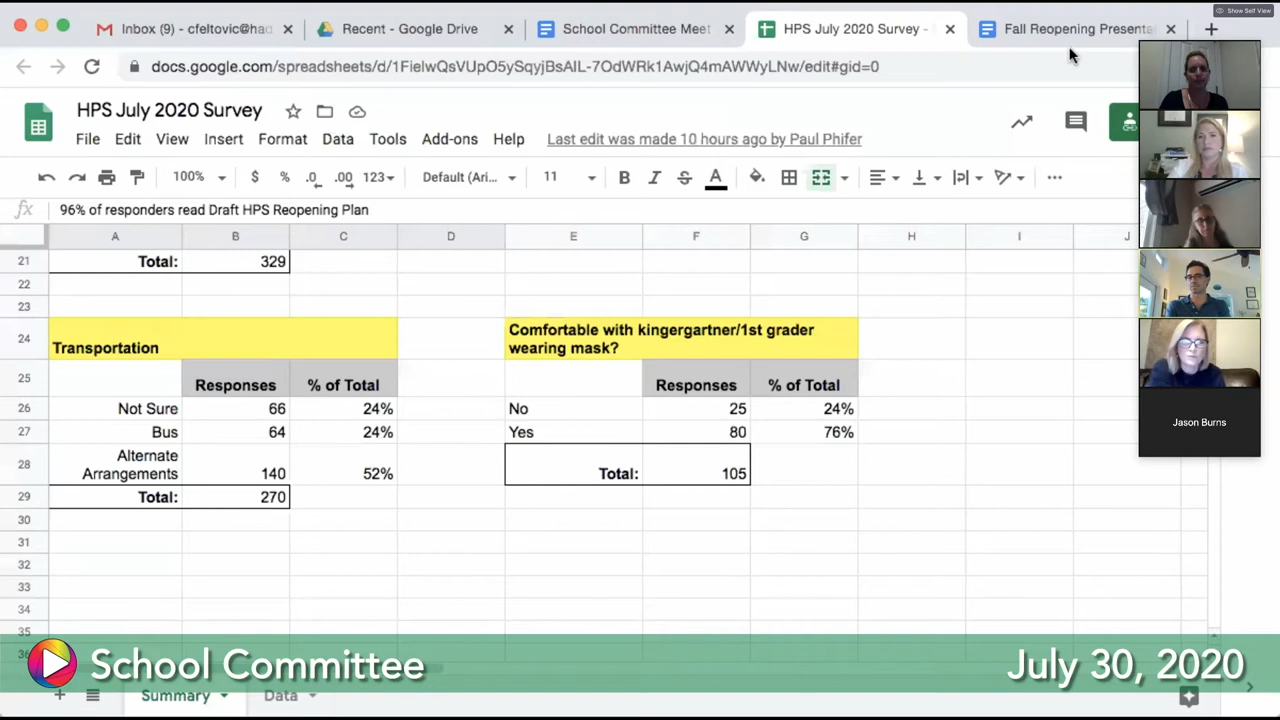 Show Self View
Inbox (9) - cfeltovic@had
Recent - Google Drive
School Committee Meet
HPS July 2020 Survey -
Fall Reopening Presenta
docs.google.com/spreadsheets/d/1FielwQsVUpO5ySqyjBsAIL-7OdWRk1AwjQ4mAWWyLNw/edit#gid=0
HPS July 2020 Survey
File Edit View Insert Format Data Tools Add-ons Help Last edit was made 10 hours ago by Paul Phifer
100% $ % .0 .00 123 Default (Ari... 11 B I S A
fx 96% of responders read Draft HPS Reopening Plan
A B C D E F G H I J
21 Total: 329
22
23
24 Transportation Comfortable with kingergartner/1st grader
wearing mask?
25 Responses % of Total Responses % of Total
26 Not Sure 66 24% No 25 24%
27 Bus 64 24% Yes 80 76%
28 Alternate
Arrangements 140 52% Total: 105
29 Total: 270
30
31
32
33
34
35
Jason Burns
School Committee July 30, 2020
Summary Data